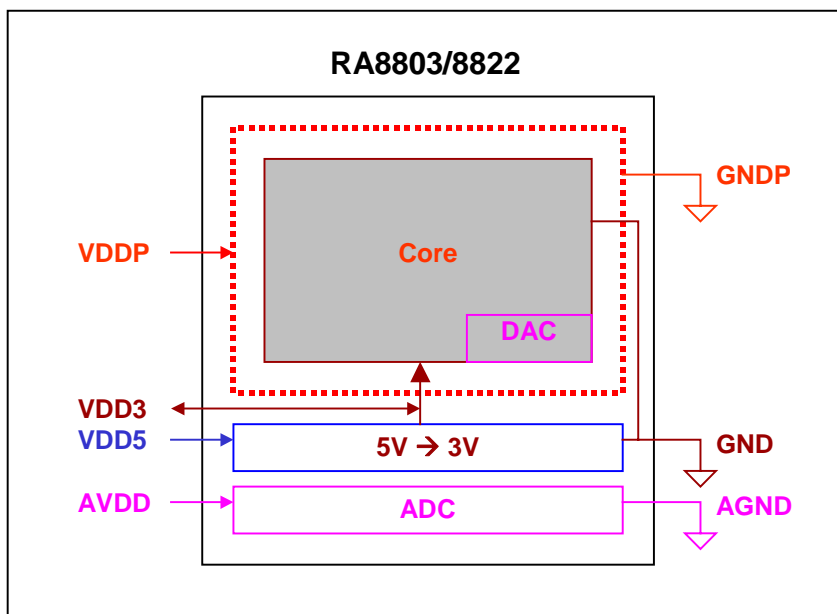 RA8803/8822
GNDP
VDDP
Core
DAC
VDD3
VDD5
5V → 3V
GND
AVDD
ADC
AGND